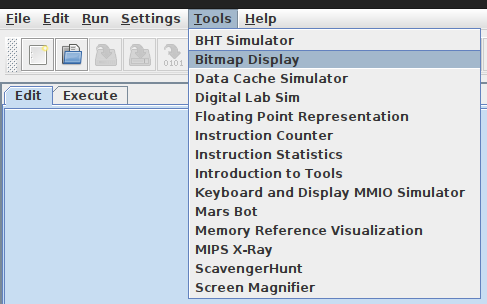 File Edit Run Settings Tools Help
0101
Edit Execute
BHT Simulator
Bitmap Display
Data Cache Simulator
Digital Lab Sim
Floating Point Representation
Instruction Counter
Instruction Statistics
Introduction to Tools
Keyboard and Display MMIO Simulator
Mars Bot
Memory Reference Visualization
MIPS X-Ray
ScavengerHunt
Screen Magnifier